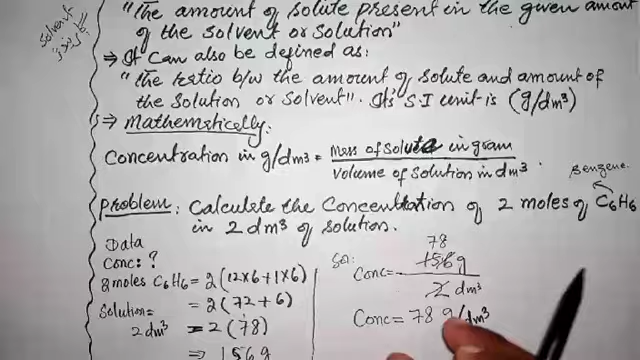 "The amount of solute present in the given amount
of the solvent or solution"
⇒ It can also be defined as:
"The ratio b/w the amount of solute and amount of
the solution or solvent". It's S.I unit is (g/dm³)
⇒ Mathematically:
Concentration in g/dm³ = Mass of solute in gram
Volume of solution in dm³.
Solvent
Benzene
Problem: Calculate the Concentration of 2 moles of C₆H₆
in 2 dm³ of solution.
Data
Conc: ?
2 moles C₆H₆ = 2(12×6+1×6)
Solution = = 2(72+6)
2 dm³ = 2(78)
⇒ 156g
Sol:
78
Conc = 156g
2 dm³
Conc = 78 g/dm³